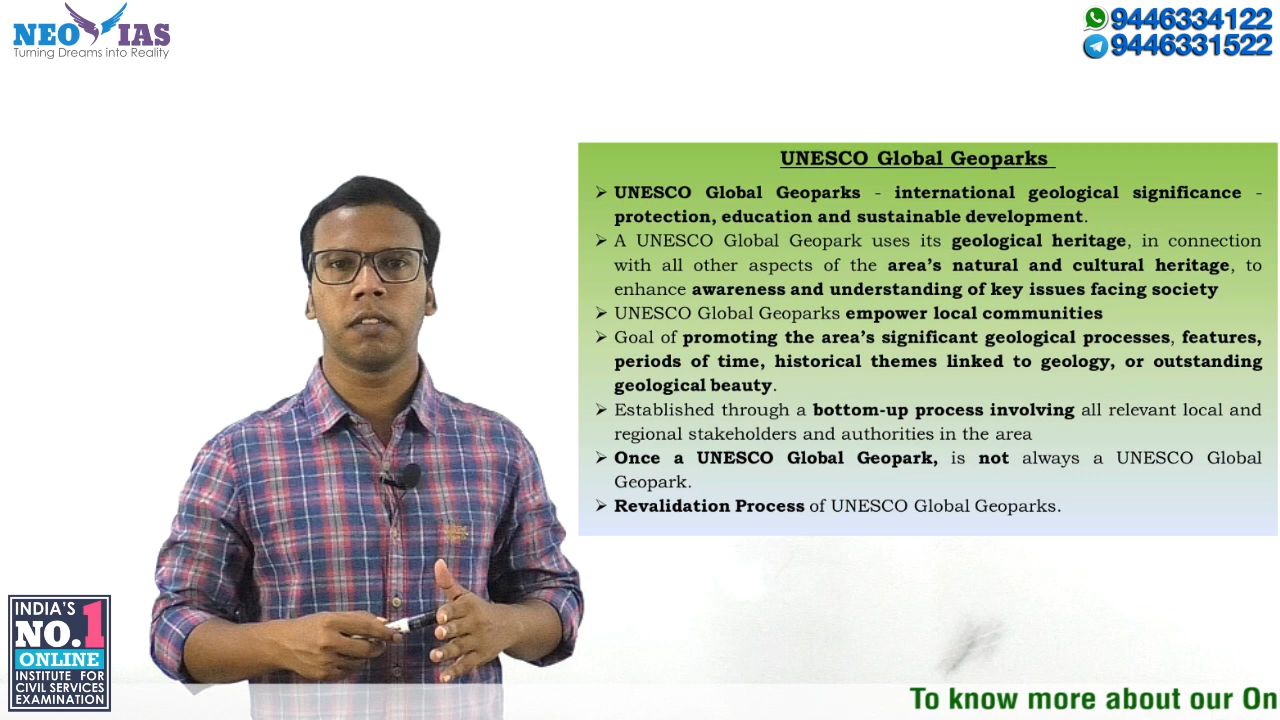 NEO IAS
Turning Dreams into Reality
9446334122
9446331522
UNESCO Global Geoparks
➢ UNESCO Global Geoparks - international geological significance -
protection, education and sustainable development.
➢ A UNESCO Global Geopark uses its geological heritage, in connection
with all other aspects of the area’s natural and cultural heritage, to
enhance awareness and understanding of key issues facing society
➢ UNESCO Global Geoparks empower local communities
➢ Goal of promoting the area’s significant geological processes, features,
periods of time, historical themes linked to geology, or outstanding
geological beauty.
➢ Established through a bottom-up process involving all relevant local and
regional stakeholders and authorities in the area
➢ Once a UNESCO Global Geopark, is not always a UNESCO Global
Geopark.
➢ Revalidation Process of UNESCO Global Geoparks.
INDIA’S
NO.1
ONLINE
INSTITUTE FOR
CIVIL SERVICES
EXAMINATION
To know more about our On